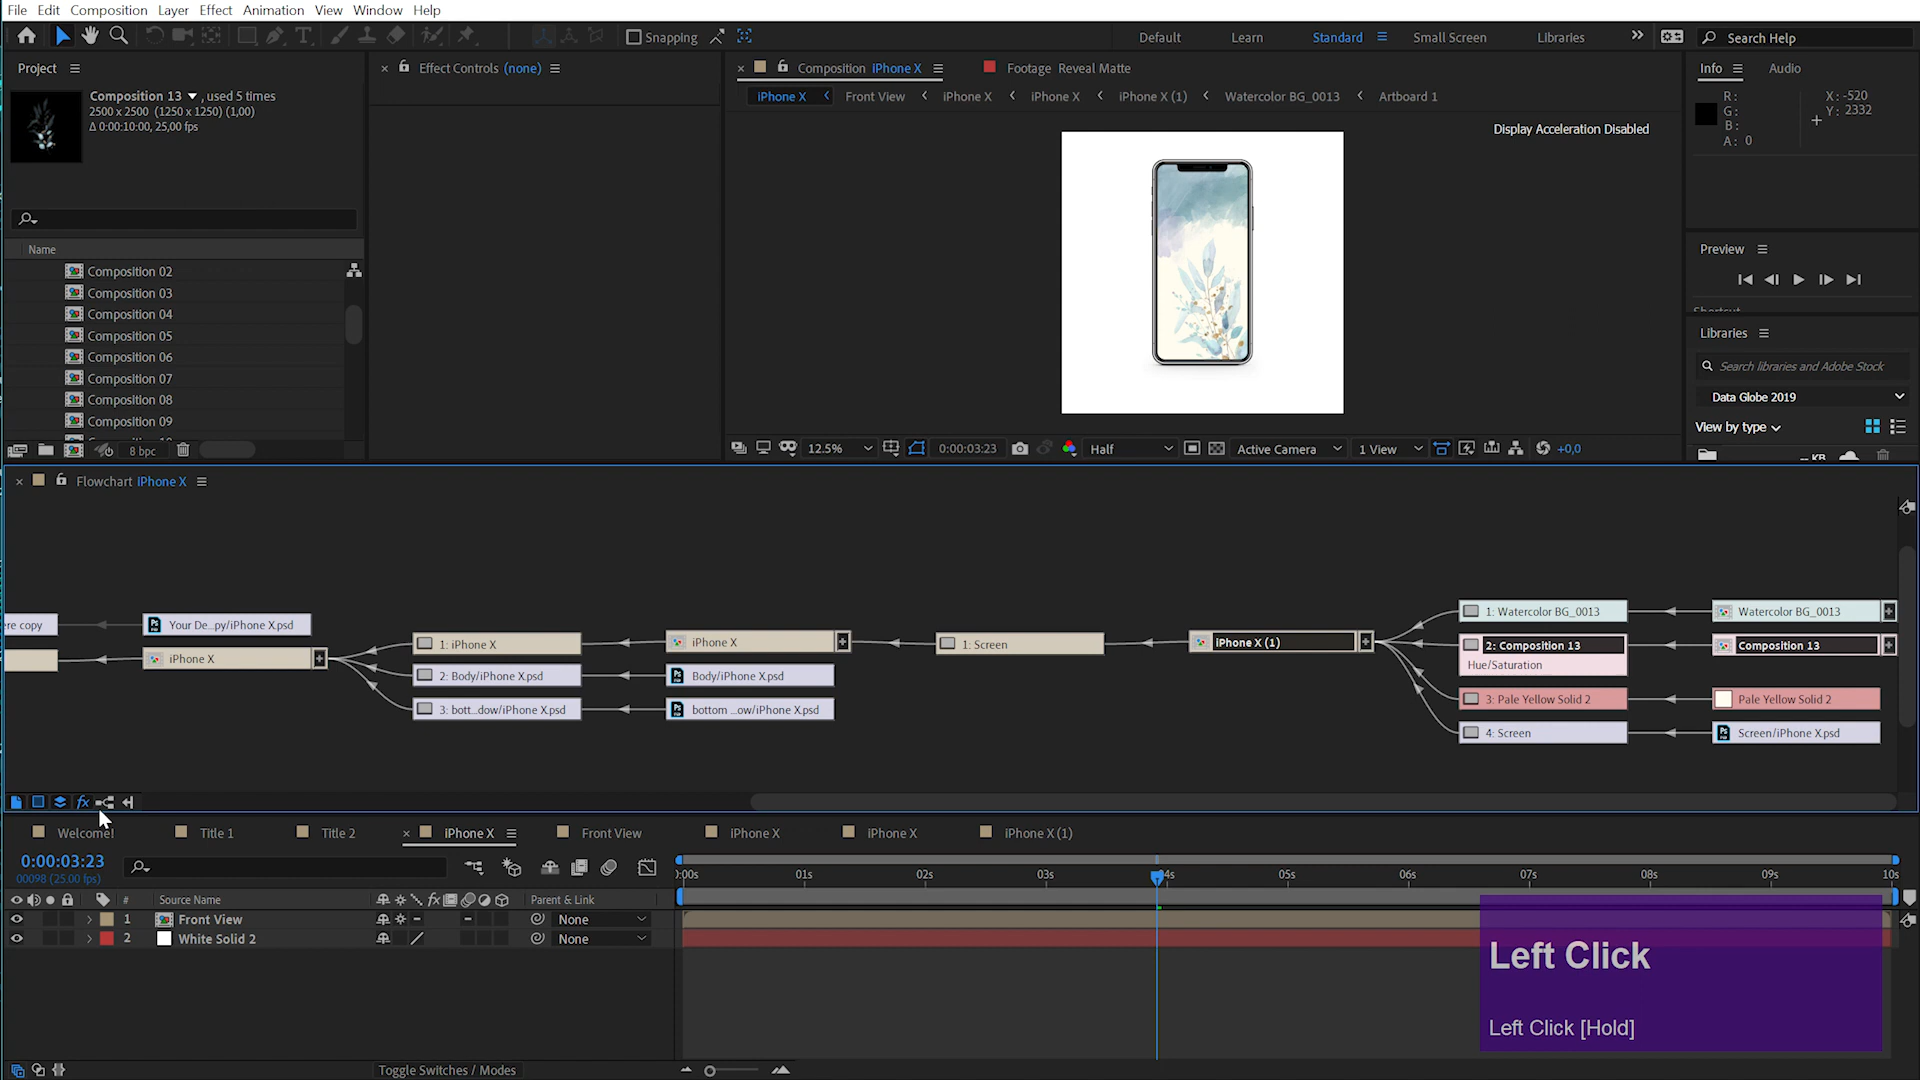 File Edit Composition Layer Effect Animation View Window Help
Snapping Default Learn Standard Small Screen Libraries Search Help
Project
Composition 13 , used 5 times
2500 x 2500 (1250 x 1250) (1,00)
Δ 0:00:10:00, 25,00 fps
Name
Composition 02
Composition 03
Composition 04
Composition 05
Composition 06
Composition 07
Composition 08
Composition 09
8 bpc
Effect Controls (none)
Composition iPhone X Footage Reveal Matte
iPhone X Front View iPhone X iPhone X iPhone X (1) Watercolor BG_0013 Artboard 1
Display Acceleration Disabled
12.5% 0:00:03:23 Half Active Camera 1 View +0,0
Info Audio
R: X: -520
G: Y: 2332
B:
A: 0
Preview
Shortcut
Libraries
Search libraries and Adobe Stock
Data Globe 2019
View by type
-- KB
Flowchart iPhone X
ere copy Your De...py/iPhone X.psd
iPhone X
1: iPhone X iPhone X 1: Screen iPhone X (1)
2: Body/iPhone X.psd Body/iPhone X.psd
3: bott...dow/iPhone X.psd bottom ...ow/iPhone X.psd
1: Watercolor BG_0013 Watercolor BG_0013
2: Composition 13 Composition 13
Hue/Saturation
3: Pale Yellow Solid 2 Pale Yellow Solid 2
4: Screen Screen/iPhone X.psd
fx
Welcome! Title 1 Title 2 iPhone X Front View iPhone X iPhone X iPhone X (1)
0:00:03:23
00098 (25.00 fps)
:00s 01s 02s 03s 04s 05s 06s 07s 08s 09s 10s
# Source Name fx Parent & Link
1 Front View None
2 White Solid 2 None
Left Click
Left Click [Hold]
Toggle Switches / Modes